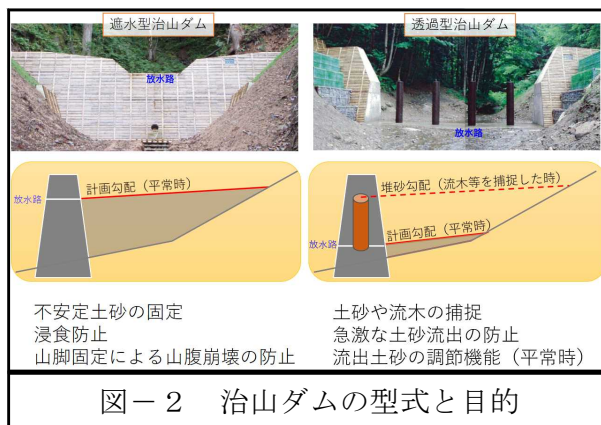 遮水型治山ダム
透過型治山ダム
放水路
放水路
計画勾配（平常時）
放水路
堆砂勾配（流木等を捕捉した時）
計画勾配（平常時）
放水路
不安定土砂の固定
浸食防止
山脚固定による山腹崩壊の防止
土砂や流木の捕捉
急激な土砂流出の防止
流出土砂の調節機能（平常時）
図－２　治山ダムの型式と目的